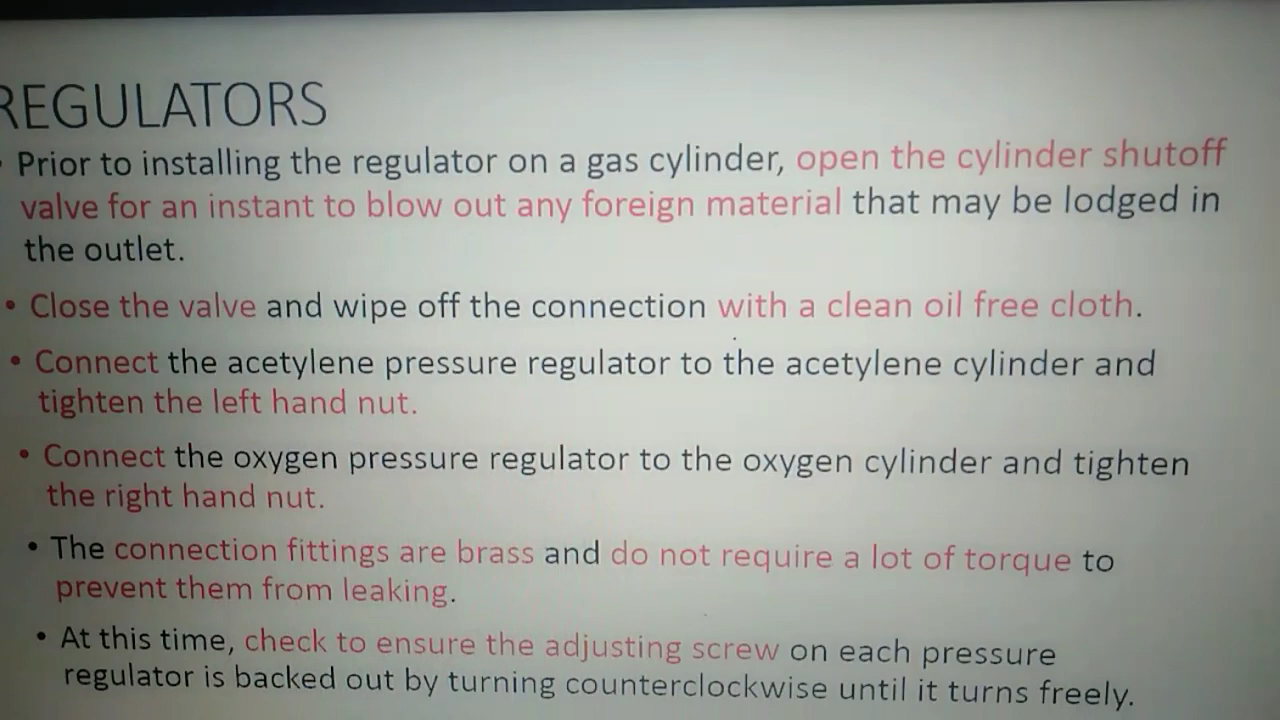 REGULATORS
• Prior to installing the regulator on a gas cylinder, open the cylinder shutoff
valve for an instant to blow out any foreign material that may be lodged in
the outlet.
• Close the valve and wipe off the connection with a clean oil free cloth.
• Connect the acetylene pressure regulator to the acetylene cylinder and
tighten the left hand nut.
• Connect the oxygen pressure regulator to the oxygen cylinder and tighten
the right hand nut.
• The connection fittings are brass and do not require a lot of torque to
prevent them from leaking.
• At this time, check to ensure the adjusting screw on each pressure
regulator is backed out by turning counterclockwise until it turns freely.